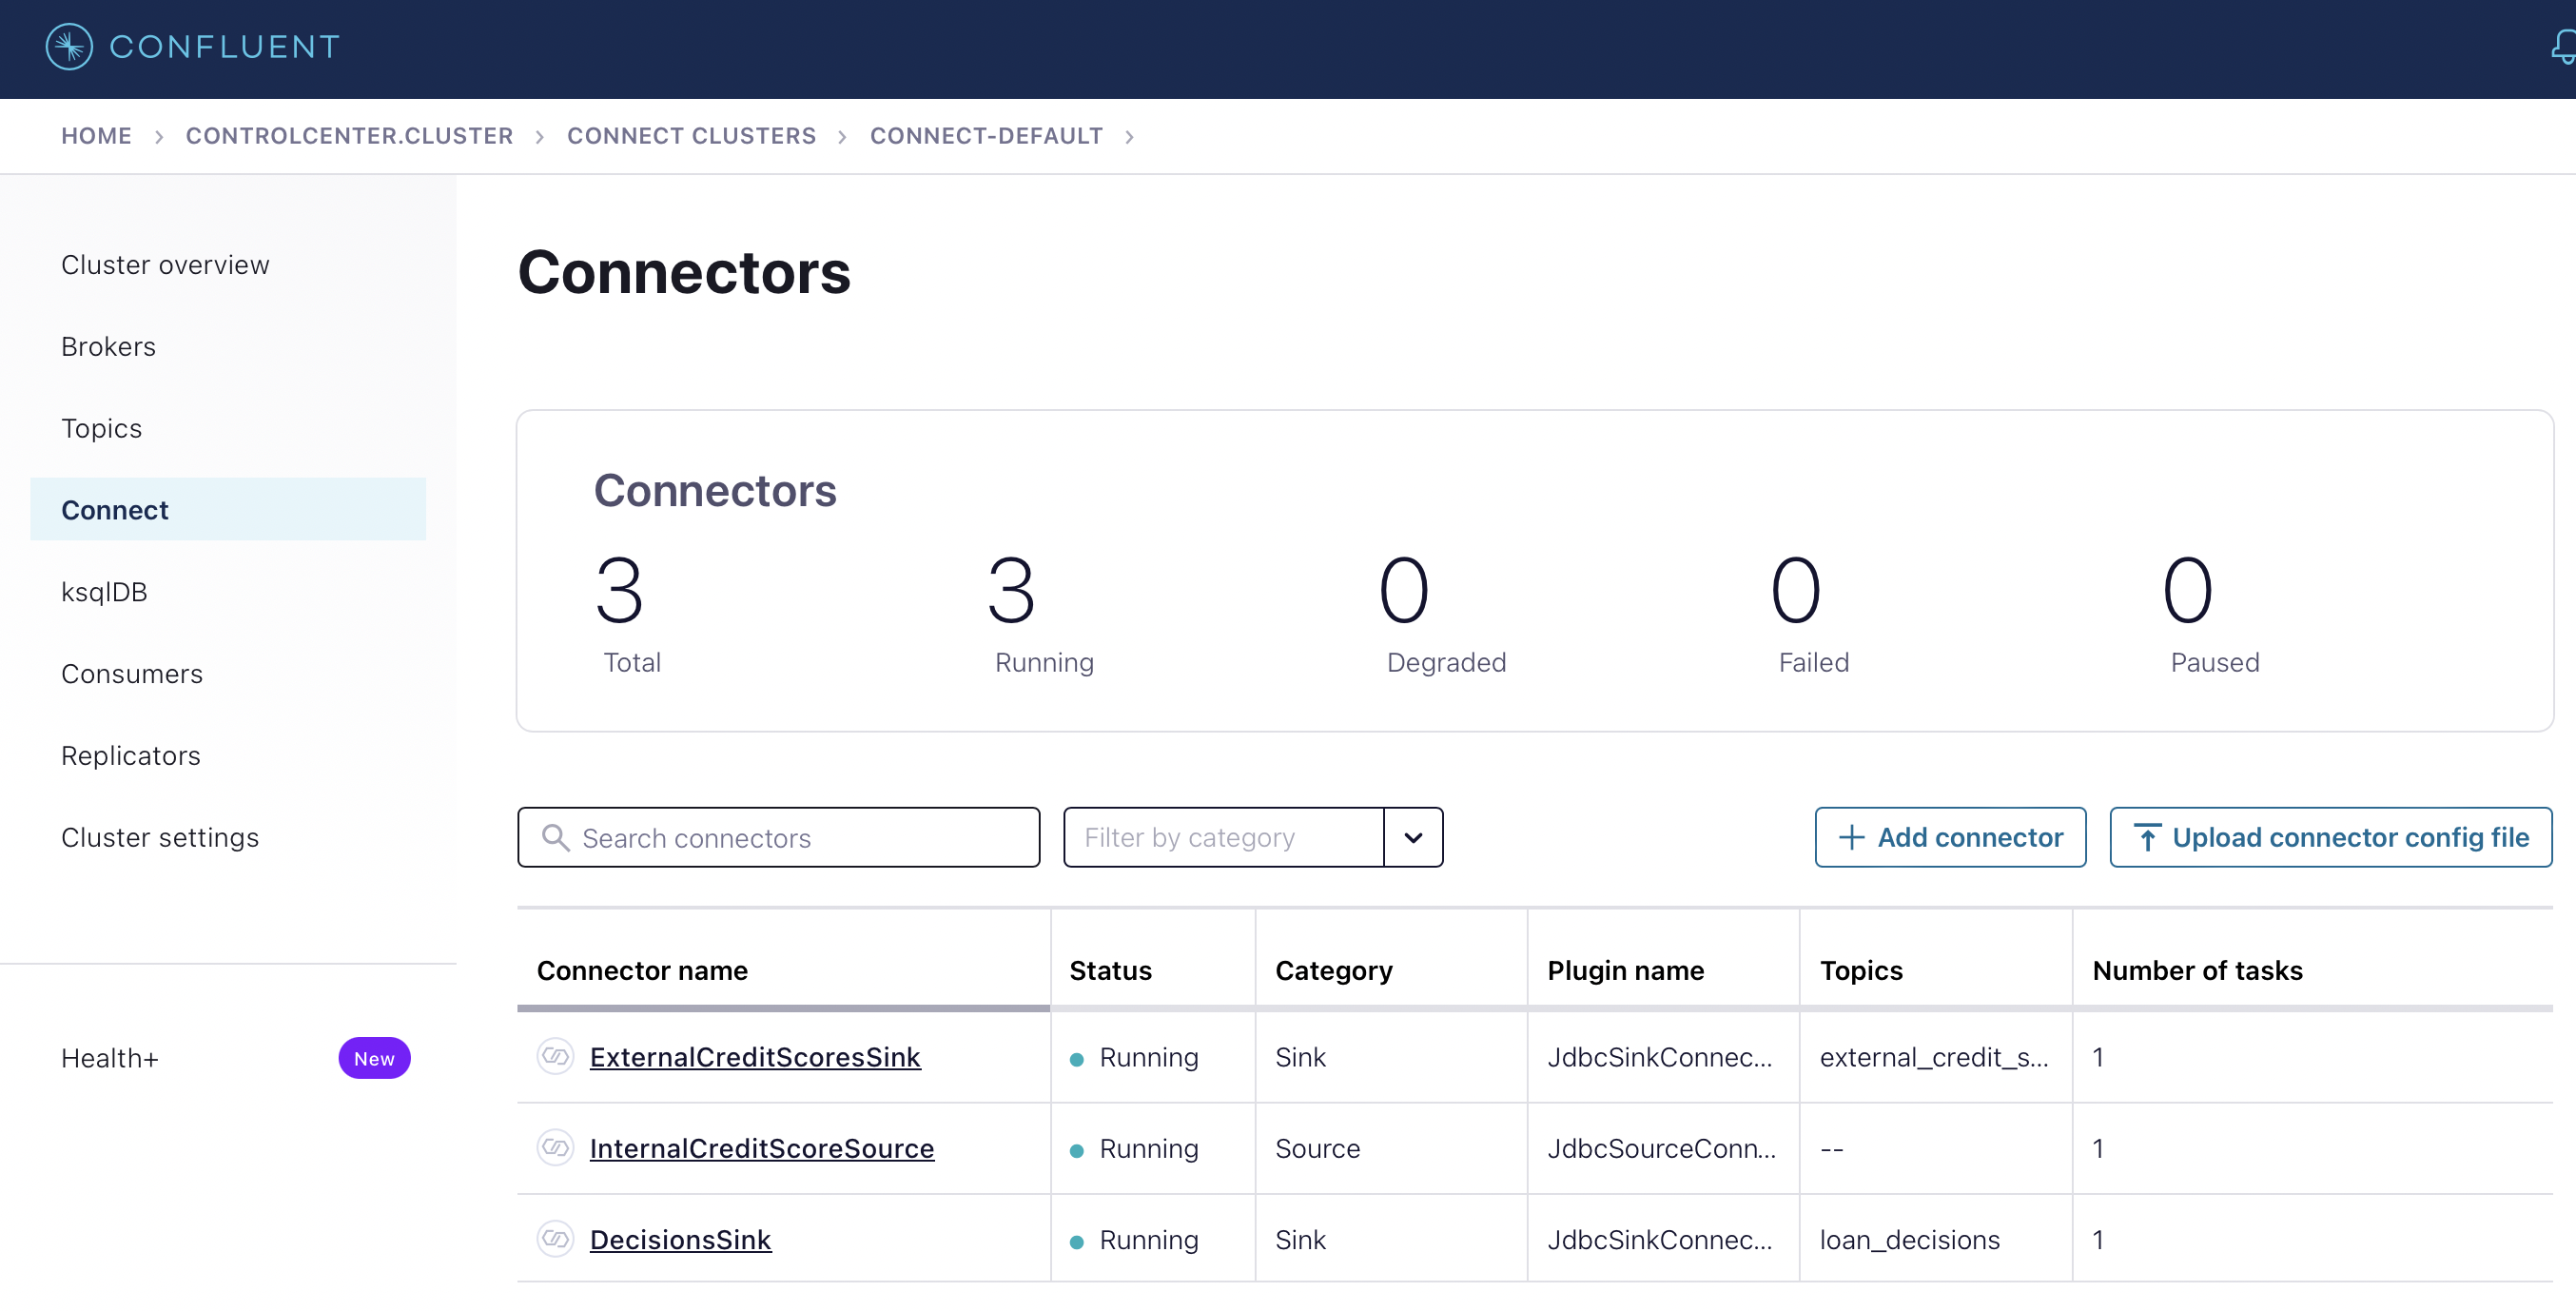 CONFLUENT
HOME > CONTROLCENTER.CLUSTER > CONNECT CLUSTERS > CONNECT-DEFAULT >
Cluster overview
Brokers
Topics
Connect
ksqlDB
Consumers
Replicators
Cluster settings
Health+ New
Connectors
Connectors
3 3 0 0 0
Total Running Degraded Failed Paused
Search connectors Filter by category Add connector Upload connector config file
Connector name Status Category Plugin name Topics Number of tasks
ExternalCreditScoresSink Running Sink JdbcSinkConnec... external_credit_s... 1
InternalCreditScoreSource Running Source JdbcSourceConn... -- 1
DecisionsSink Running Sink JdbcSinkConnec... loan_decisions 1